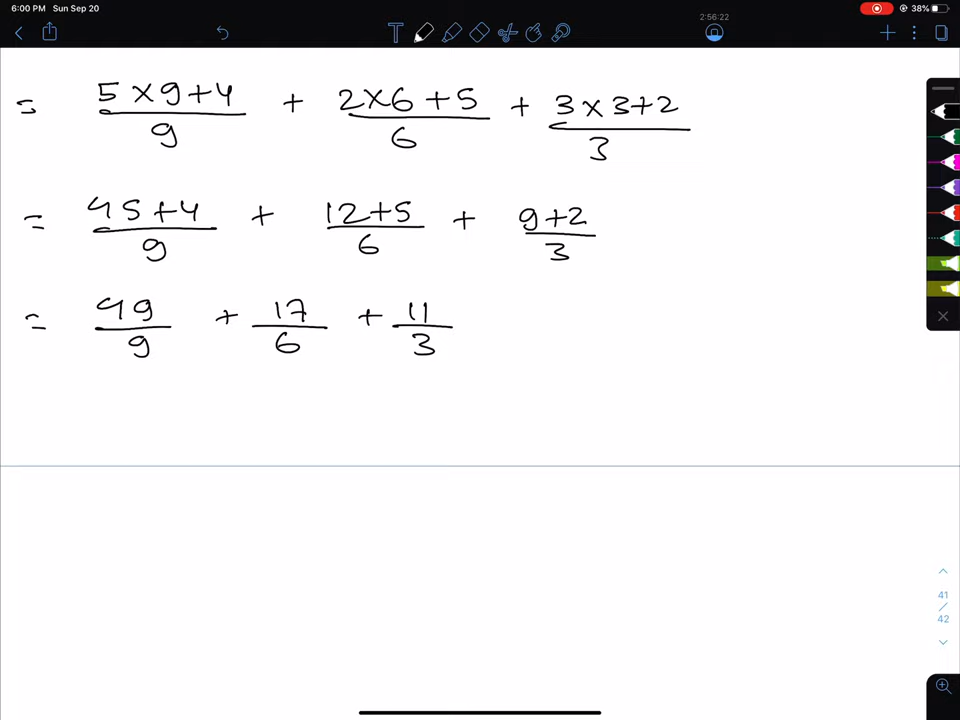 6:00 PM Sun Sep 20
2:56:22
38%
T
= 5×9+4/9 + 2×6+5/6 + 3×3+2/3
= 45+4/9 + 12+5/6 + 9+2/3
= 49/9 + 17/6 + 11/3
41
/
42